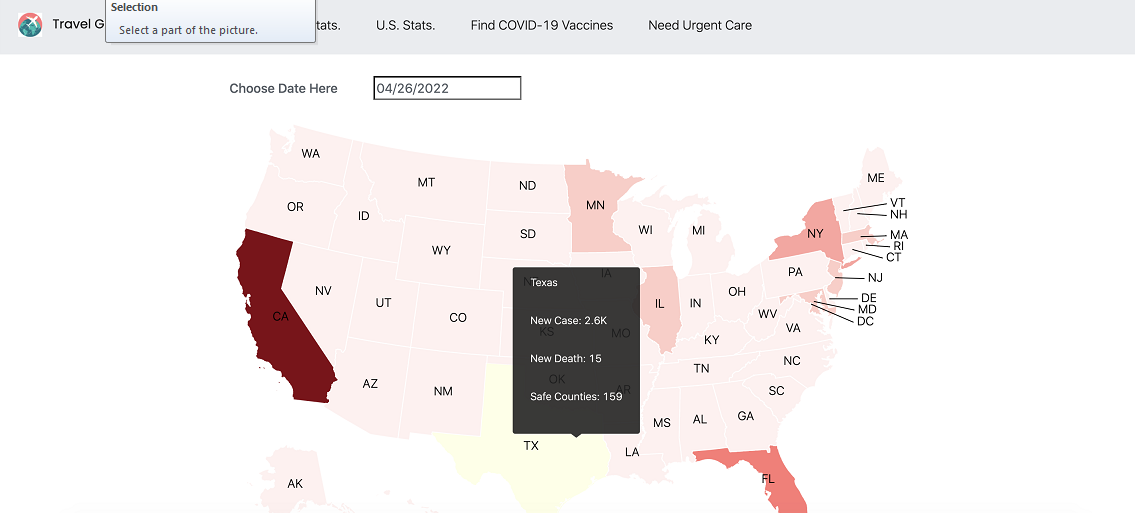 Selection
Select a part of the picture.
Travel G
tats.
U.S. Stats.
Find COVID-19 Vaccines
Need Urgent Care
Choose Date Here
04/26/2022
WA
MT
ND
MN
ME
OR
ID
SD
WI
MI
NY
VT
NH
MA
RI
CT
WY
IA
PA
NJ
NV
UT
CO
IL
IN
OH
DE
MD
DC
WV
VA
CA
KS
MO
KY
AZ
NM
OK
AR
TN
NC
SC
MS
AL
GA
TX
LA
AK
FL
Texas
New Case: 2.6K
New Death: 15
Safe Counties: 159